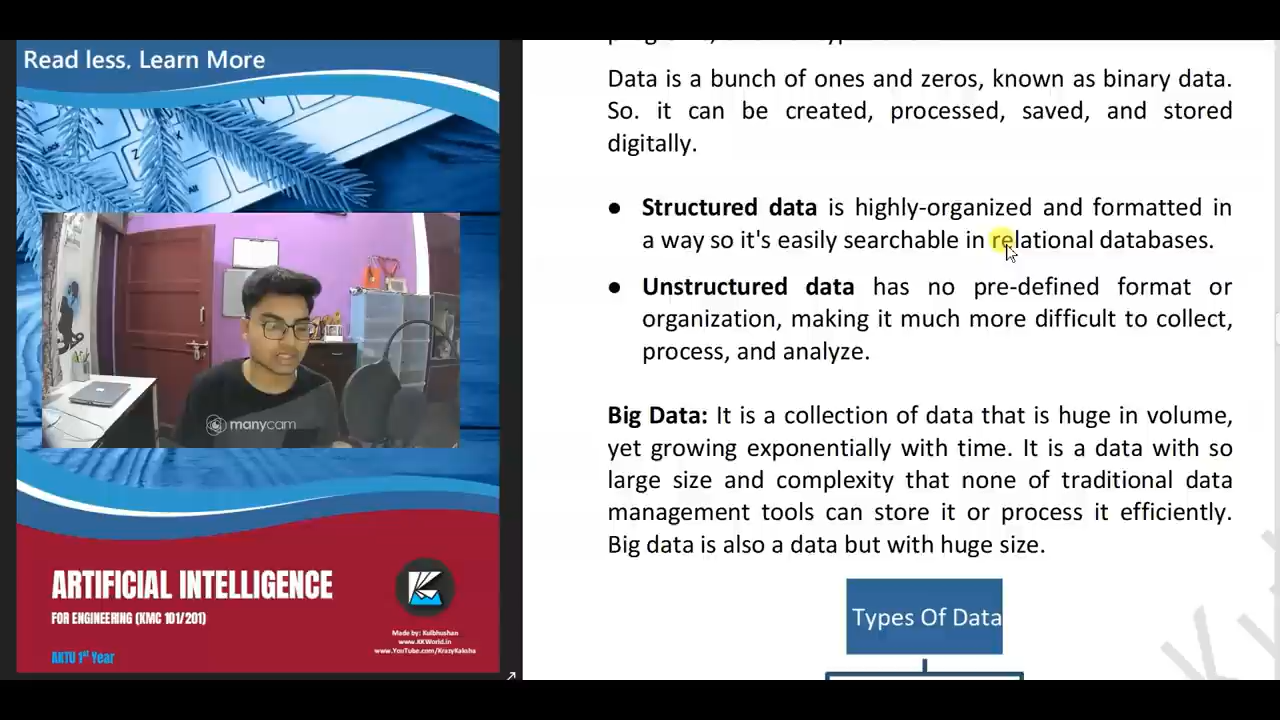 Read less. Learn More
manycam
ARTIFICIAL INTELLIGENCE
FOR ENGINEERING (KMC 101/201)
AKTU 1st Year
Made by: Kulbhushan
www.KKWorld.in
www.YouTube.com/KrazyKaksha
Data is a bunch of ones and zeros, known as binary data.
So. it can be created, processed, saved, and stored
digitally.
● Structured data is highly-organized and formatted in
a way so it's easily searchable in relational databases.
● Unstructured data has no pre-defined format or
organization, making it much more difficult to collect,
process, and analyze.
Big Data: It is a collection of data that is huge in volume,
yet growing exponentially with time. It is a data with so
large size and complexity that none of traditional data
management tools can store it or process it efficiently.
Big data is also a data but with huge size.
Types Of Data